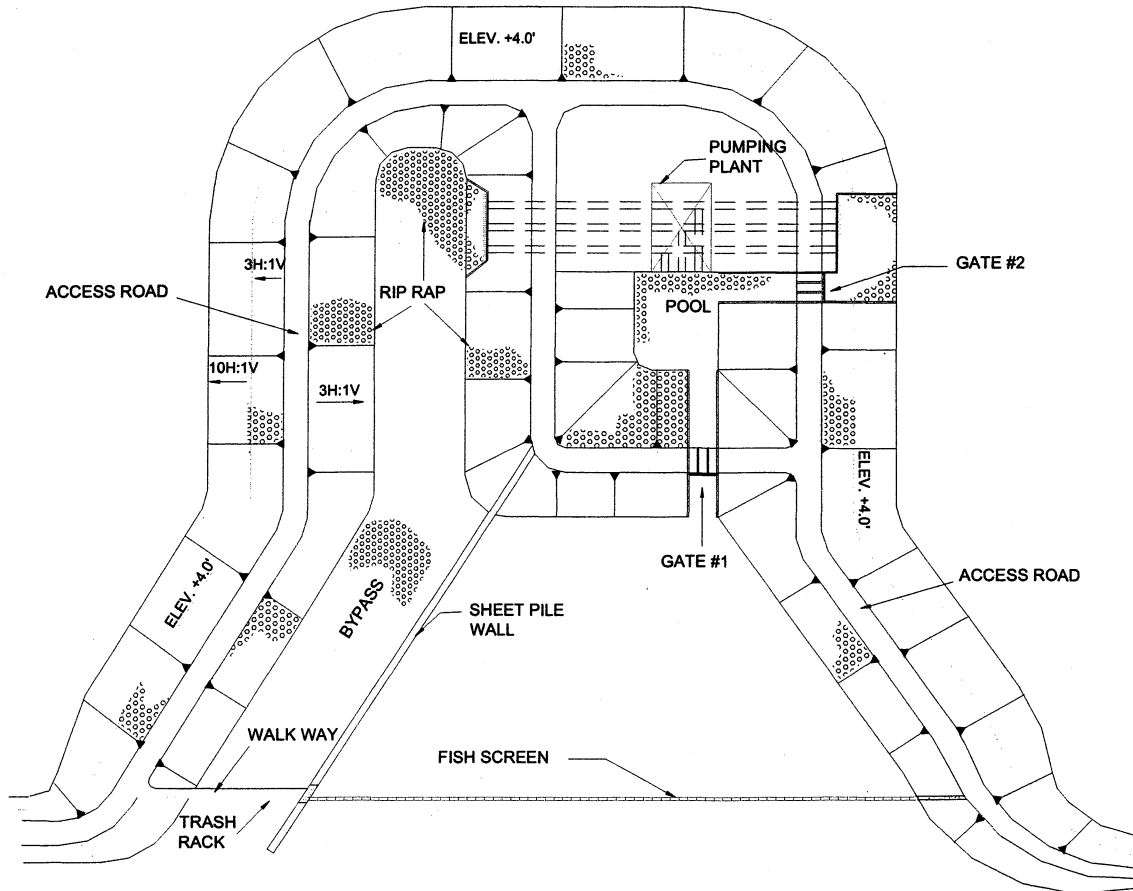 ELEV. +4.0'
PUMPING
PLANT
3H:1V
ACCESS ROAD
RIP RAP
GATE #2
POOL
10H:1V
3H:1V
ELEV. +4.0'
GATE #1
ACCESS ROAD
ELEV. +4.0'
BYPASS
SHEET PILE
WALL
WALK WAY
FISH SCREEN
TRASH
RACK